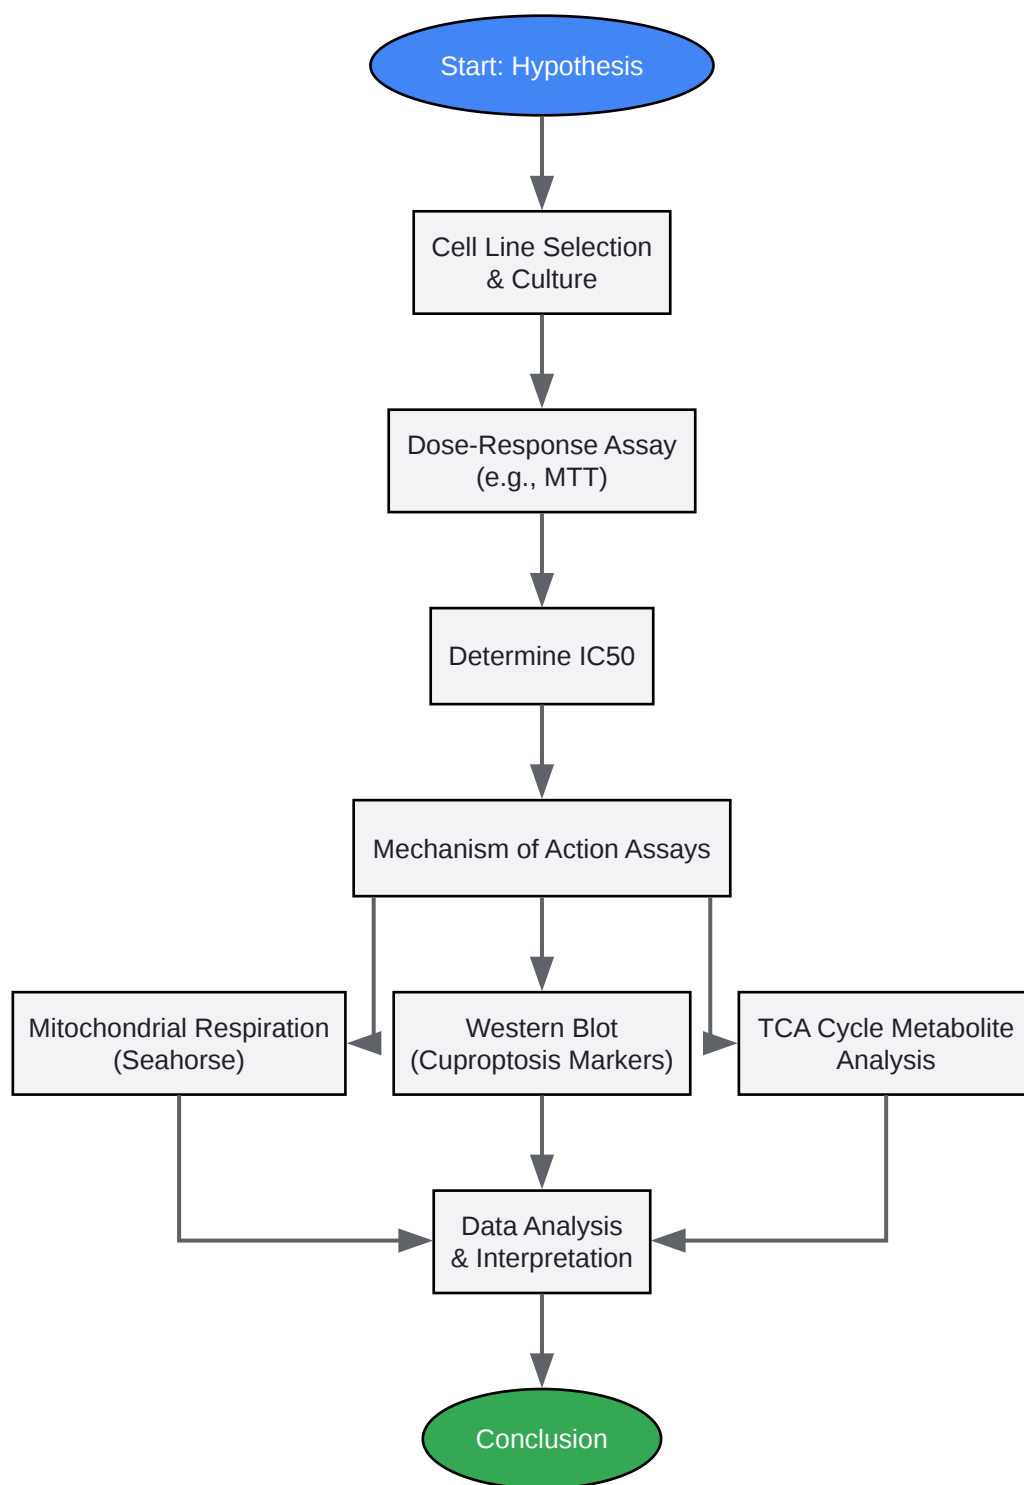 Start: Hypothesis
Cell Line Selection
& Culture
Dose-Response Assay
(e.g., MTT)
Determine IC50
Mechanism of Action Assays
Mitochondrial Respiration
(Seahorse)
Western Blot
(Cuproptosis Markers)
TCA Cycle Metabolite
Analysis
Data Analysis
& Interpretation
Conclusion